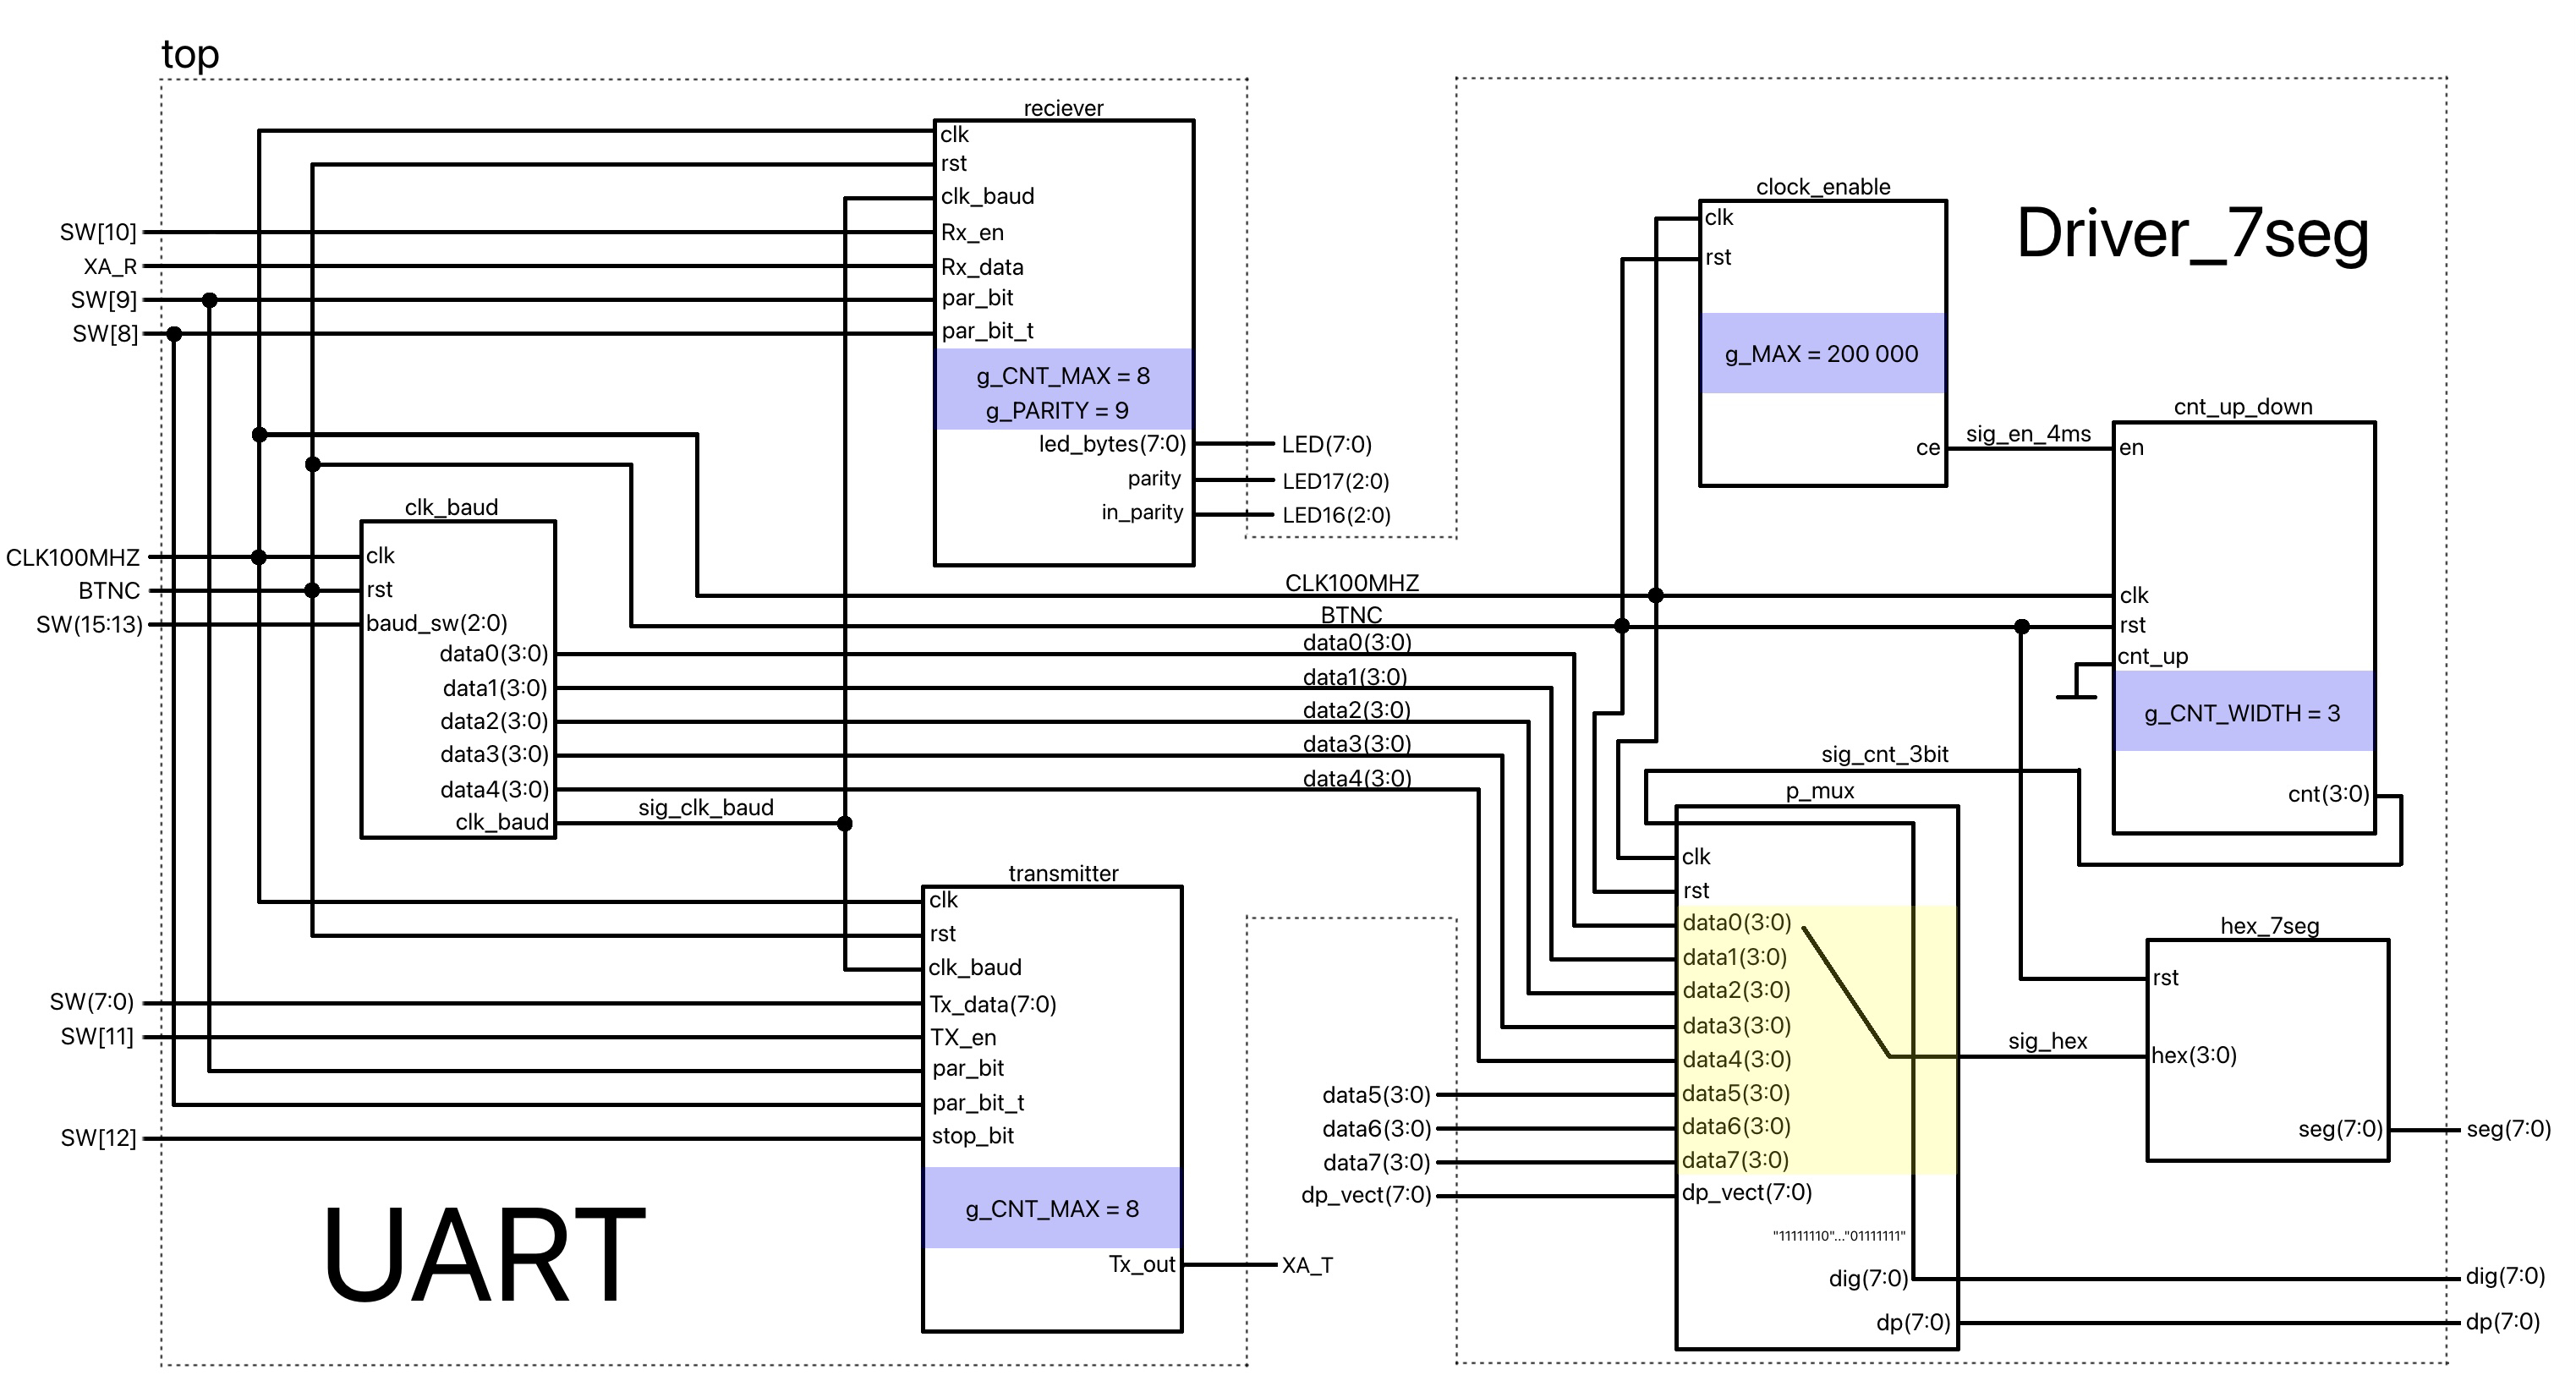 top
reciever
clk
rst
clk_baud
Rx_en
Rx_data
par_bit
par_bit_t
g_CNT_MAX = 8
g_PARITY = 9
led_bytes(7:0)
parity
in_parity
SW[10]
XA_R
SW[9]
SW[8]
LED(7:0)
LED17(2:0)
LED16(2:0)
clk_baud
clk
rst
baud_sw(2:0)
data0(3:0)
data1(3:0)
data2(3:0)
data3(3:0)
data4(3:0)
clk_baud
CLK100MHZ
BTNC
SW(15:13)
sig_clk_baud
CLK100MHZ
BTNC
data0(3:0)
data1(3:0)
data2(3:0)
data3(3:0)
data4(3:0)
transmitter
clk
rst
clk_baud
Tx_data(7:0)
TX_en
par_bit
par_bit_t
stop_bit
g_CNT_MAX = 8
Tx_out
SW(7:0)
SW[11]
SW[12]
XA_T
UART
Driver_7seg
clock_enable
clk
rst
g_MAX = 200 000
ce
sig_en_4ms
cnt_up_down
en
clk
rst
cnt_up
g_CNT_WIDTH = 3
cnt(3:0)
sig_cnt_3bit
p_mux
clk
rst
data0(3:0)
data1(3:0)
data2(3:0)
data3(3:0)
data4(3:0)
data5(3:0)
data6(3:0)
data7(3:0)
dp_vect(7:0)
"11111110"..."01111111"
dig(7:0)
dp(7:0)
data5(3:0)
data6(3:0)
data7(3:0)
dp_vect(7:0)
sig_hex
hex_7seg
rst
hex(3:0)
seg(7:0)
seg(7:0)
dig(7:0)
dp(7:0)